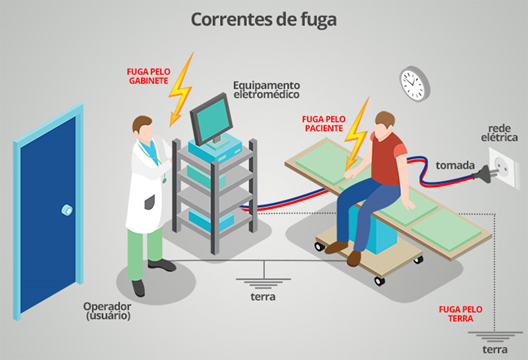 Correntes de fuga
FUGA PELO
GABINETE
Equipamento
eletromédico
FUGA PELO
PACIENTE
rede
elétrica
tomada
Operador
(usuário)
terra
FUGA PELO
TERRA
terra